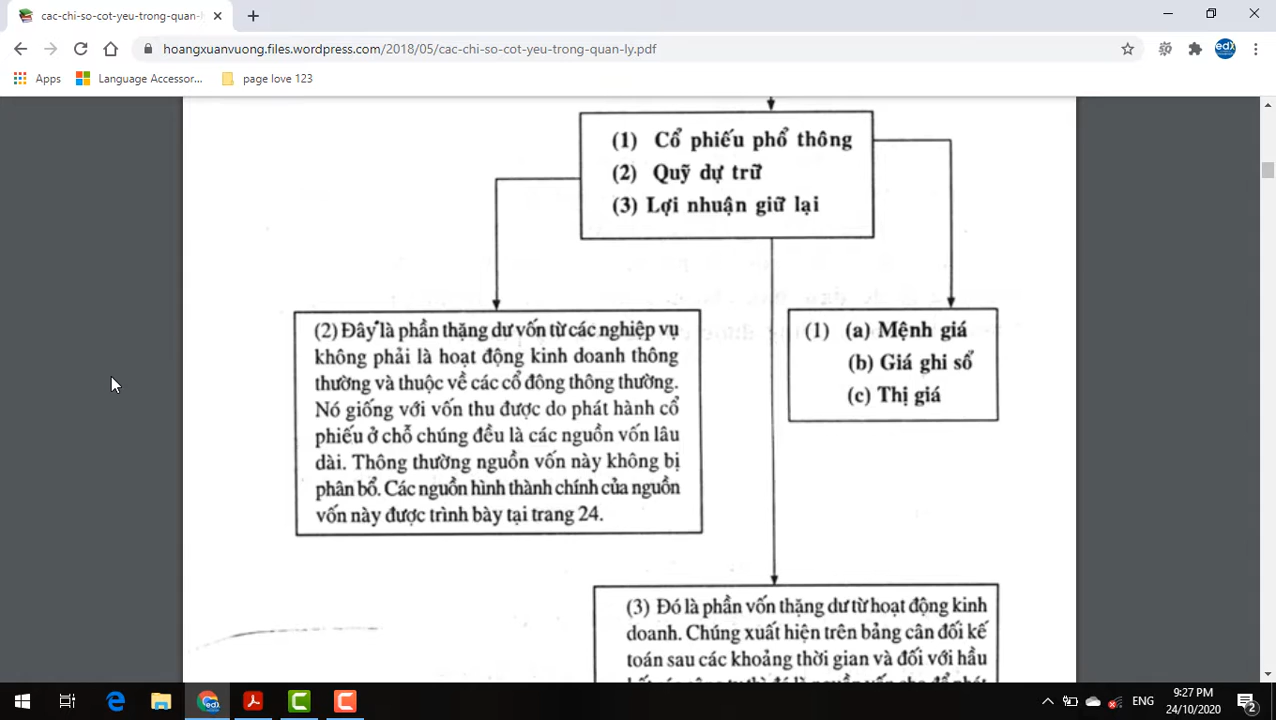 cac-chi-so-cot-yeu-trong-quan-l
hoangxuanvuong.files.wordpress.com/2018/05/cac-chi-so-cot-yeu-trong-quan-ly.pdf
edX
Apps
Language Accessor...
page love 123
(1) Cổ phiếu phổ thông
(2) Quỹ dự trữ
(3) Lợi nhuận giữ lại
(2) Đây là phần thặng dư vốn từ các nghiệp vụ
không phải là hoạt động kinh doanh thông
thường và thuộc về các cổ đông thông thường.
Nó giống với vốn thu được do phát hành cổ
phiếu ở chỗ chúng đều là các nguồn vốn lâu
dài. Thông thường nguồn vốn này không bị
phân bổ. Các nguồn hình thành chính của nguồn
vốn này được trình bày tại trang 24.
(1) (a) Mệnh giá
(b) Giá ghi sổ
(c) Thị giá
(3) Đó là phần vốn thặng dư từ hoạt động kinh
doanh. Chúng xuất hiện trên bảng cân đối kế
toán sau các khoảng thời gian và đối với hầu
edX
ENG
9:27 PM
24/10/2020
2